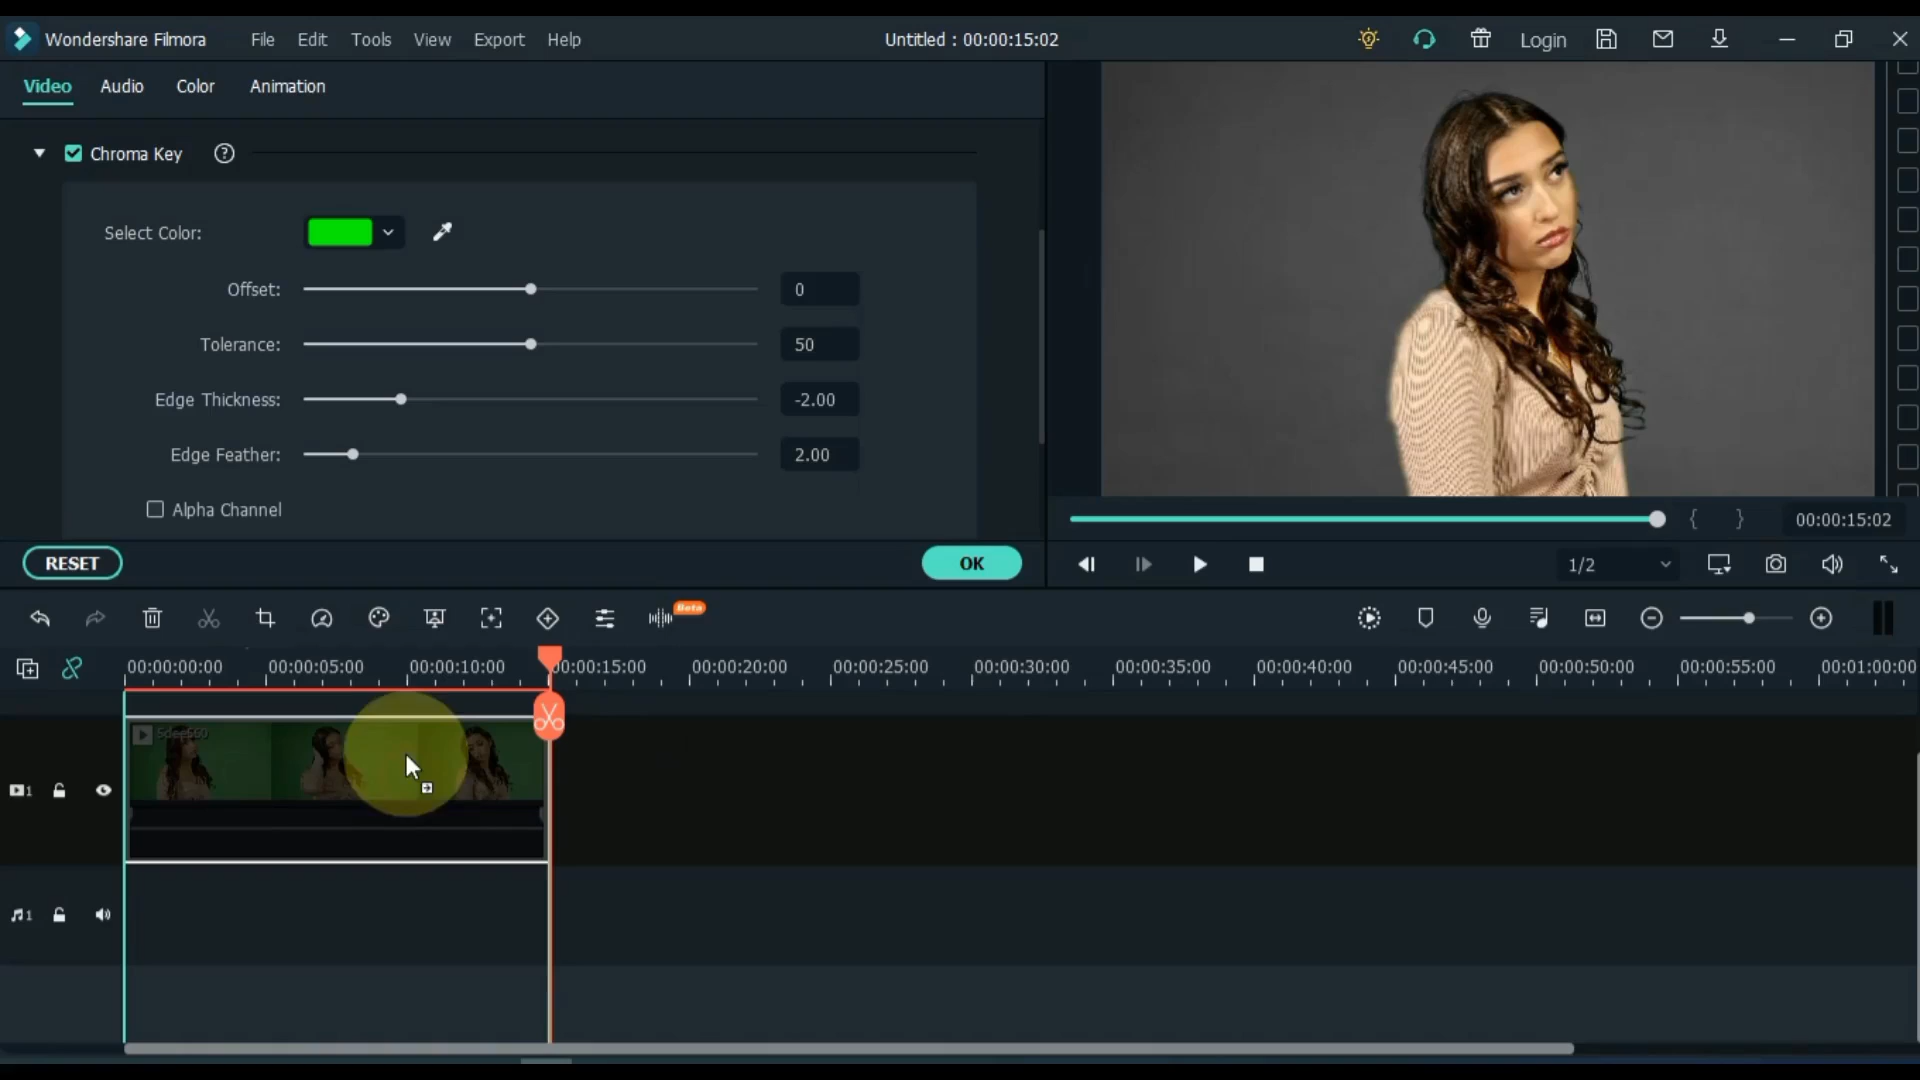 Wondershare Filmora File Edit Tools View Export Help Untitled : 00:00:15:02 Login
Video Audio Color Animation
Chroma Key ?
Select Color:
Offset: 0
Tolerance: 50
Edge Thickness: -2.00
Edge Feather: 2.00
Alpha Channel
{ } 00:00:15:02
RESET OK
1/2
Beta
00:00:00:00 00:00:05:00 00:00:10:00 00:00:15:00 00:00:20:00 00:00:25:00 00:00:30:00 00:00:35:00 00:00:40:00 00:00:45:00 00:00:50:00 00:00:55:00 00:01:00:00
1
1